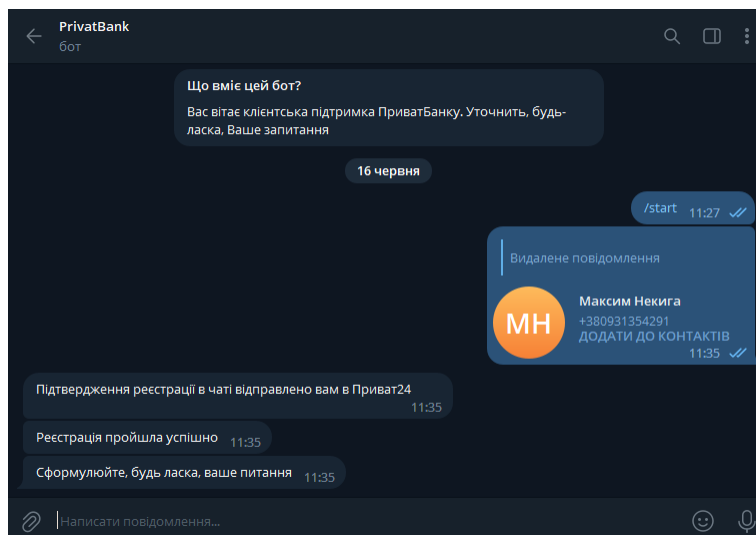 PrivatBank
бот
Що вміє цей бот?
Вас вітає клієнтська підтримка ПриватБанку. Уточнить, будь-
ласка, Ваше запитання
16 червня
/start 11:27
Видалене повідомлення
МН
Максим Некига
+380931354291
ДОДАТИ ДО КОНТАКТІВ
11:35
Підтвердження реєстрації в чаті відправлено вам в Приват24
11:35
Реєстрація пройшла успішно 11:35
Сформулюйте, будь ласка, ваше питання 11:35
Написати повідомлення...